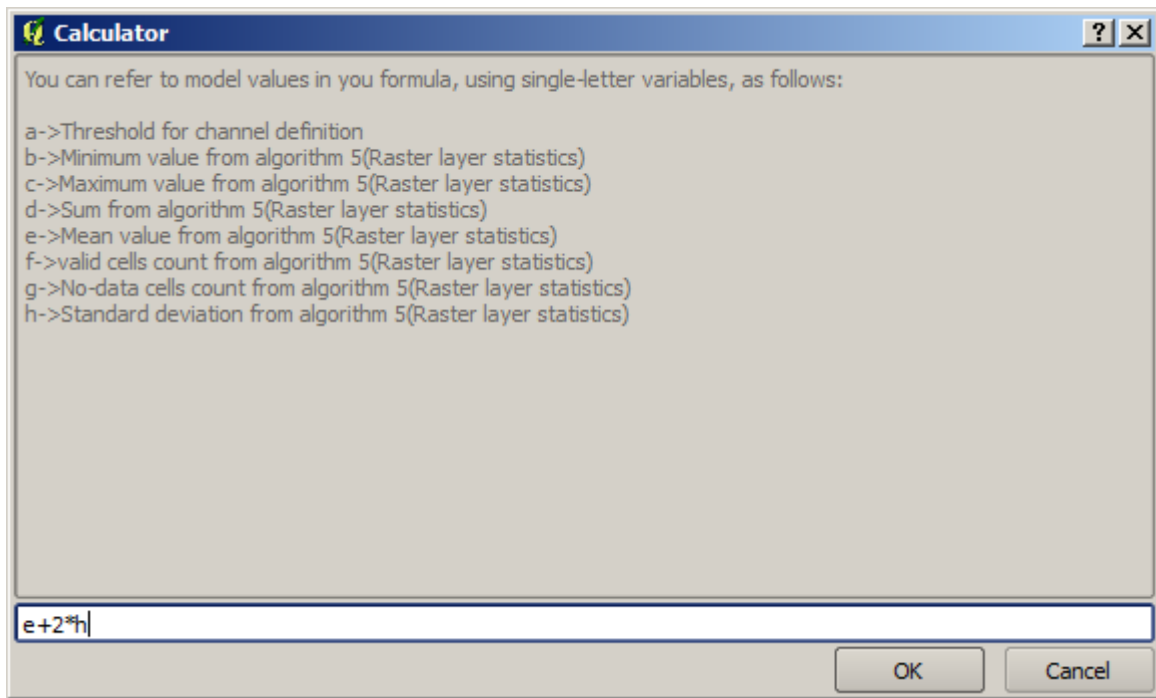 Calculator
You can refer to model values in you formula, using single-letter variables, as follows:
a->Threshold for channel definition
b->Minimum value from algorithm 5(Raster layer statistics)
c->Maximum value from algorithm 5(Raster layer statistics)
d->Sum from algorithm 5(Raster layer statistics)
e->Mean value from algorithm 5(Raster layer statistics)
f->valid cells count from algorithm 5(Raster layer statistics)
g->No-data cells count from algorithm 5(Raster layer statistics)
h->Standard deviation from algorithm 5(Raster layer statistics)
e+2*h
OK Cancel